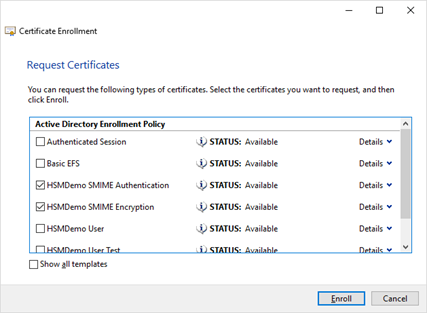 Certificate Enrollment
Request Certificates
You can request the following types of certificates. Select the certificates you want to request, and then
click Enroll.
Active Directory Enrollment Policy
Authenticated Session STATUS: Available Details
Basic EFS STATUS: Available Details
HSMDemo SMIME Authentication STATUS: Available Details
HSMDemo SMIME Encryption STATUS: Available Details
HSMDemo User STATUS: Available Details
HSMDemo User Test STATUS: Available Details
Show all templates
Enroll Cancel